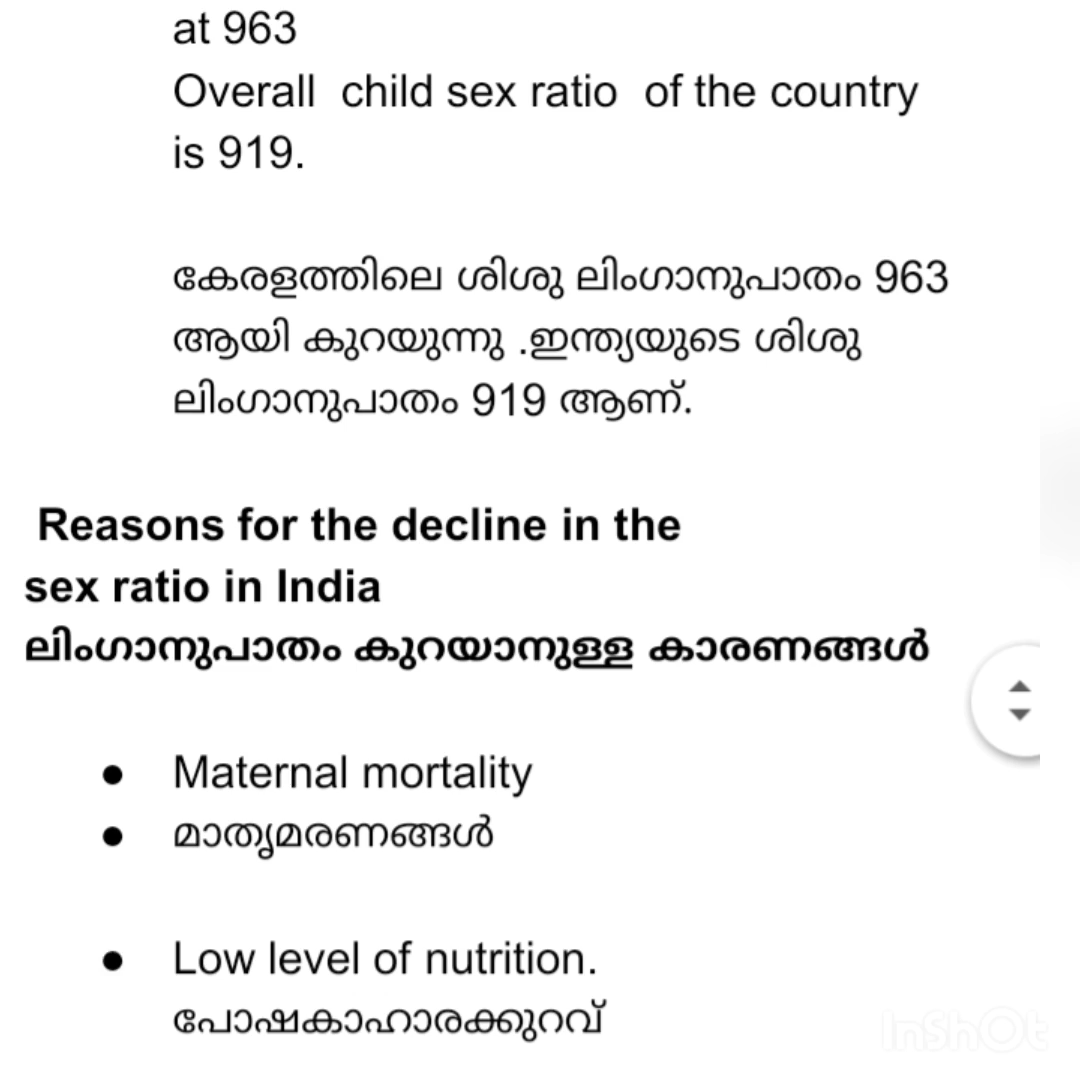 at 963
Overall child sex ratio of the country
is 919.
കേരളത്തിലെ ശിശു ലിംഗാനുപാതം 963
ആയി കുറയുന്നു .ഇന്ത്യയുടെ ശിശു
ലിംഗാനുപാതം 919 ആണ്.
Reasons for the decline in the
sex ratio in India
ലിംഗാനുപാതം കുറയാനുള്ള കാരണങ്ങൾ
● Maternal mortality
● മാതൃമരണങ്ങൾ
● Low level of nutrition.
പോഷകാഹാരക്കുറവ്
InShOt